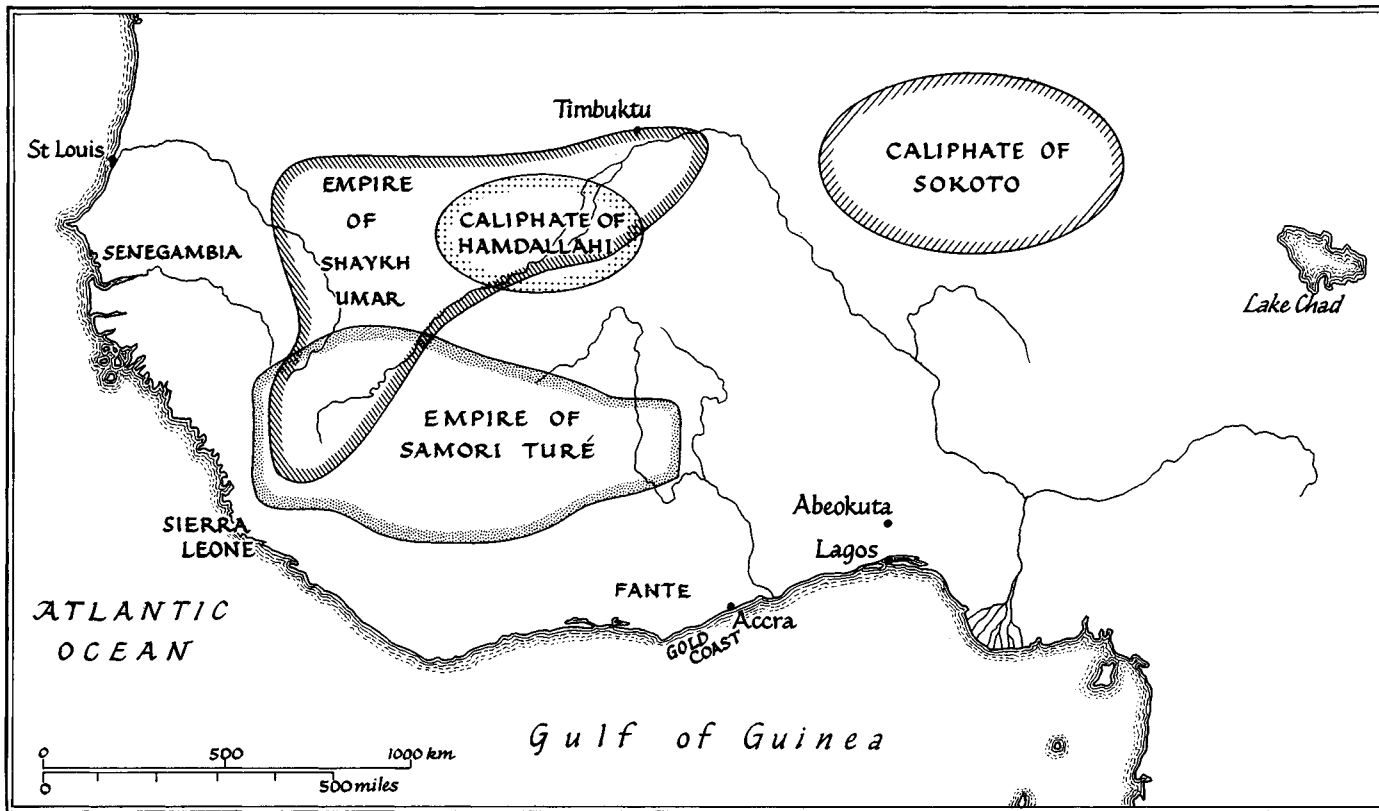 Timbuktu
St Louis
CALIPHATE OF
SOKOTO
EMPIRE
OF
SHAYKH
UMAR
CALIPHATE OF
HAMDALLAHI
SENEGAMBIA
Lake Chad
EMPIRE OF
SAMORI TURÉ
Abeokuta
Lagos
SIERRA
LEONE
FANTE
Accra
GOLD
COAST
ATLANTIC
OCEAN
Gulf of Guinea
0 500 1000 km
0 500 miles